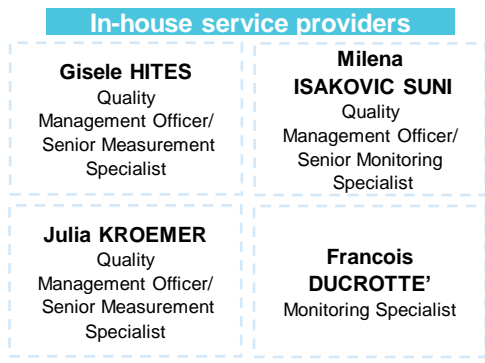 In-house service providers
Gisele HITES
Quality
Management Officer/
Senior Measurement
Specialist
Milena
ISAKOVIC SUNI
Quality
Management Officer/
Senior Monitoring
Specialist
Julia KROEMER
Quality
Management Officer/
Senior Measurement
Specialist
Francois
DUCROTTE’
Monitoring Specialist